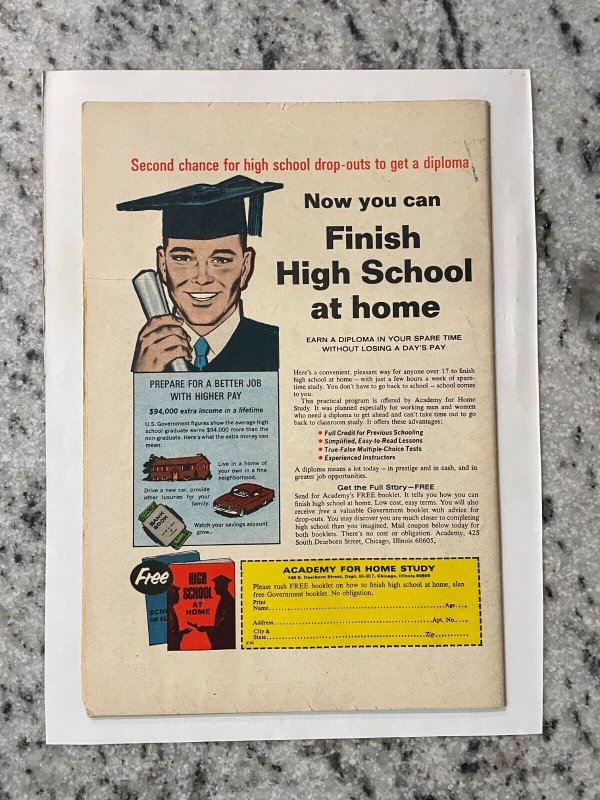 Second chance for high school drop-outs to get a diploma
Now you can
Finish
High School
at home
EARN A DIPLOMA IN YOUR SPARE TIME
WITHOUT LOSING A DAY'S PAY
PREPARE FOR A BETTER JOB
WITH HIGHER PAY
$94,000 extra income in a lifetime
U.S. Government figures show the average high
school graduate earns $94,000 more than the
non-graduate. Here's what the extra money can
mean:
Live in a home of
your own in a fine
neighborhood.
Drive a new car, provide
other luxuries for your
family.
BANK
BOOK
Watch your savings account
grow.
Here's a convenient, pleasant way for anyone over 17 to finish
high school at home — with just a few hours a week of spare-
time study. You don't have to go back to school — school comes
to you.
This practical program is offered by Academy for Home
Study. It was planned especially for working men and women
who need a diploma to get ahead and can't take time out to go
back to classroom study. It offers these advantages:
• Full Credit for Previous Schooling
• Simplified, Easy-to-Read Lessons
• True-False Multiple-Choice Tests
• Experienced Instructors
A diploma means a lot today — in prestige and in cash, and in
greater job opportunities.
Get the Full Story—FREE
Send for Academy's FREE booklet. It tells you how you can
finish high school at home. Low cost, easy terms. You will also
receive free a valuable Government booklet with advice for
drop-outs. You may discover you are much closer to completing
high school than you imagined. Mail coupon below today for
both booklets. There's no cost or obligation. Academy, 425
South Dearborn Street, Chicago, Illinois 60605.
Free
HIGH
SCHOOL
AT
HOME
SCH
OR EL
ACADEMY FOR HOME STUDY
S. Dearborn Street, Dept. Chicago, Illinois 60605
Please rush FREE booklet on how to finish high school at home, also
free Government booklet. No obligation.
Print
Name Age
Address Apt. No.
City &
State Zip